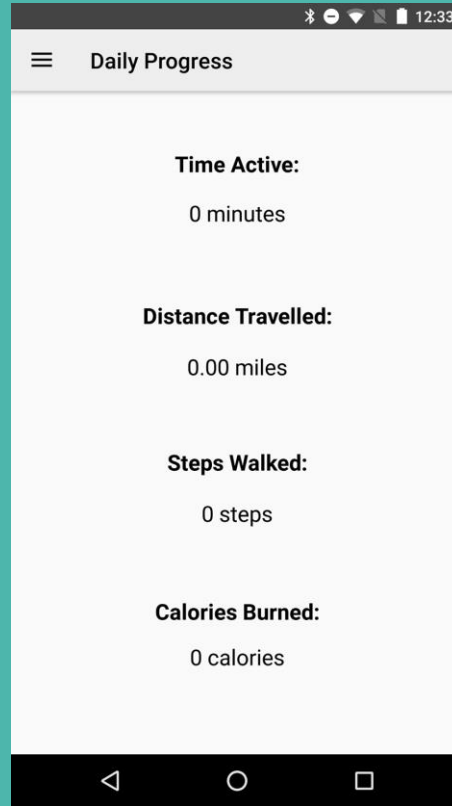 12:33
Daily Progress
Time Active:
0 minutes
Distance Travelled:
0.00 miles
Steps Walked:
0 steps
Calories Burned:
0 calories